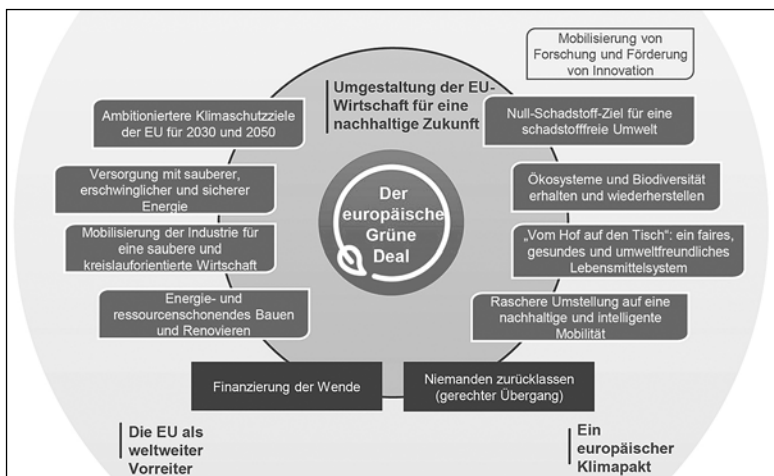 Mobilisierung von
Forschung und Förderung
von Innovation
Umgestaltung der EU-
Wirtschaft für eine
nachhaltige Zukunft
Ambitioniertere Klimaschutzziele
der EU für 2030 und 2050
Null-Schadstoff-Ziel für eine
schadstofffreie Umwelt
Versorgung mit sauberer,
erschwinglicher und sicherer
Energie
Ökosysteme und Biodiversität
erhalten und wiederherstellen
Der
europäische
Grüne
Deal
Mobilisierung der Industrie für
eine saubere und
kreislauforientierte Wirtschaft
„Vom Hof auf den Tisch“: ein faires,
gesundes und umweltfreundliches
Lebensmittelsystem
Energie- und
ressourcenschonendes Bauen
und Renovieren
Raschere Umstellung auf eine
nachhaltige und intelligente
Mobilität
Finanzierung der Wende
Niemanden zurücklassen
(gerechter Übergang)
Die EU als
weltweiter
Vorreiter
Ein
europäischer
Klimapakt